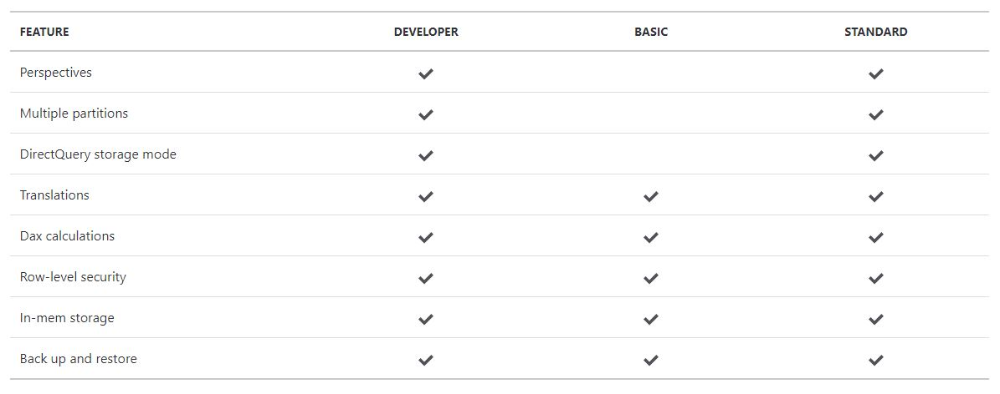 FEATURE DEVELOPER BASIC STANDARD
Perspectives ✔ ✔
Multiple partitions ✔ ✔
DirectQuery storage mode ✔ ✔
Translations ✔ ✔ ✔
Dax calculations ✔ ✔ ✔
Row-level security ✔ ✔ ✔
In-mem storage ✔ ✔ ✔
Back up and restore ✔ ✔ ✔